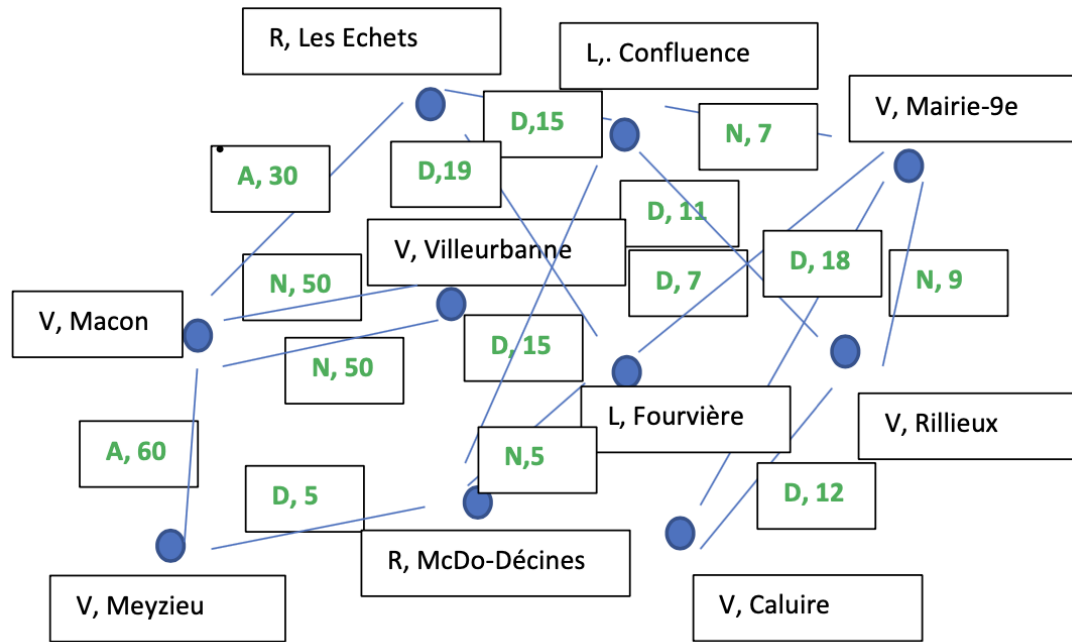 R, Les Echets
L,. Confluence
V, Mairie-9e
D,15
N, 7
A, 30
D,19
D, 11
V, Villeurbanne
D, 7
D, 18
N, 9
N, 50
V, Macon
D, 15
N, 50
L, Fourvière
V, Rillieux
A, 60
N,5
D, 12
D, 5
R, McDo-Décines
V, Meyzieu
V, Caluire